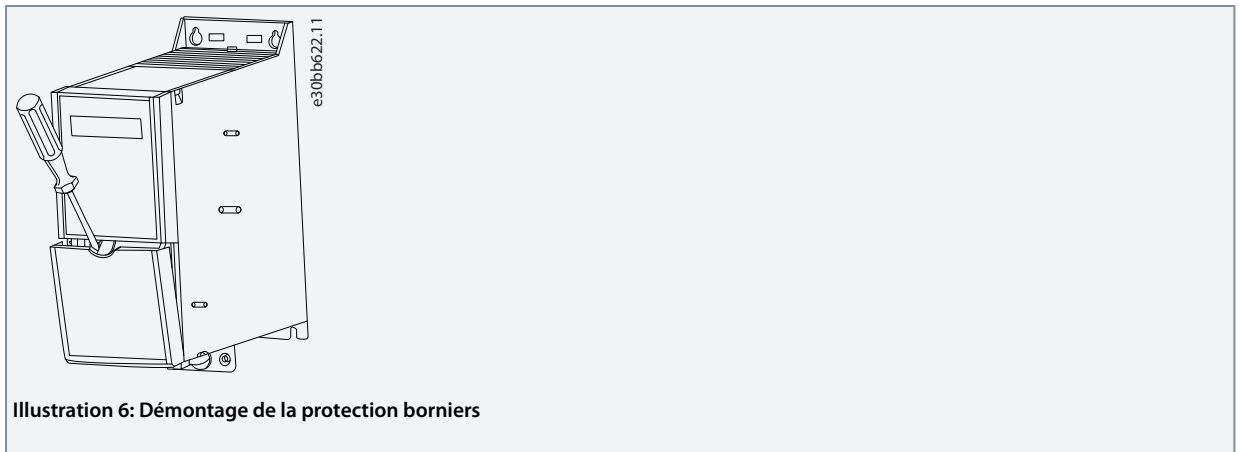 e30bb622.11
Illustration 6: Démontage de la protection borniers